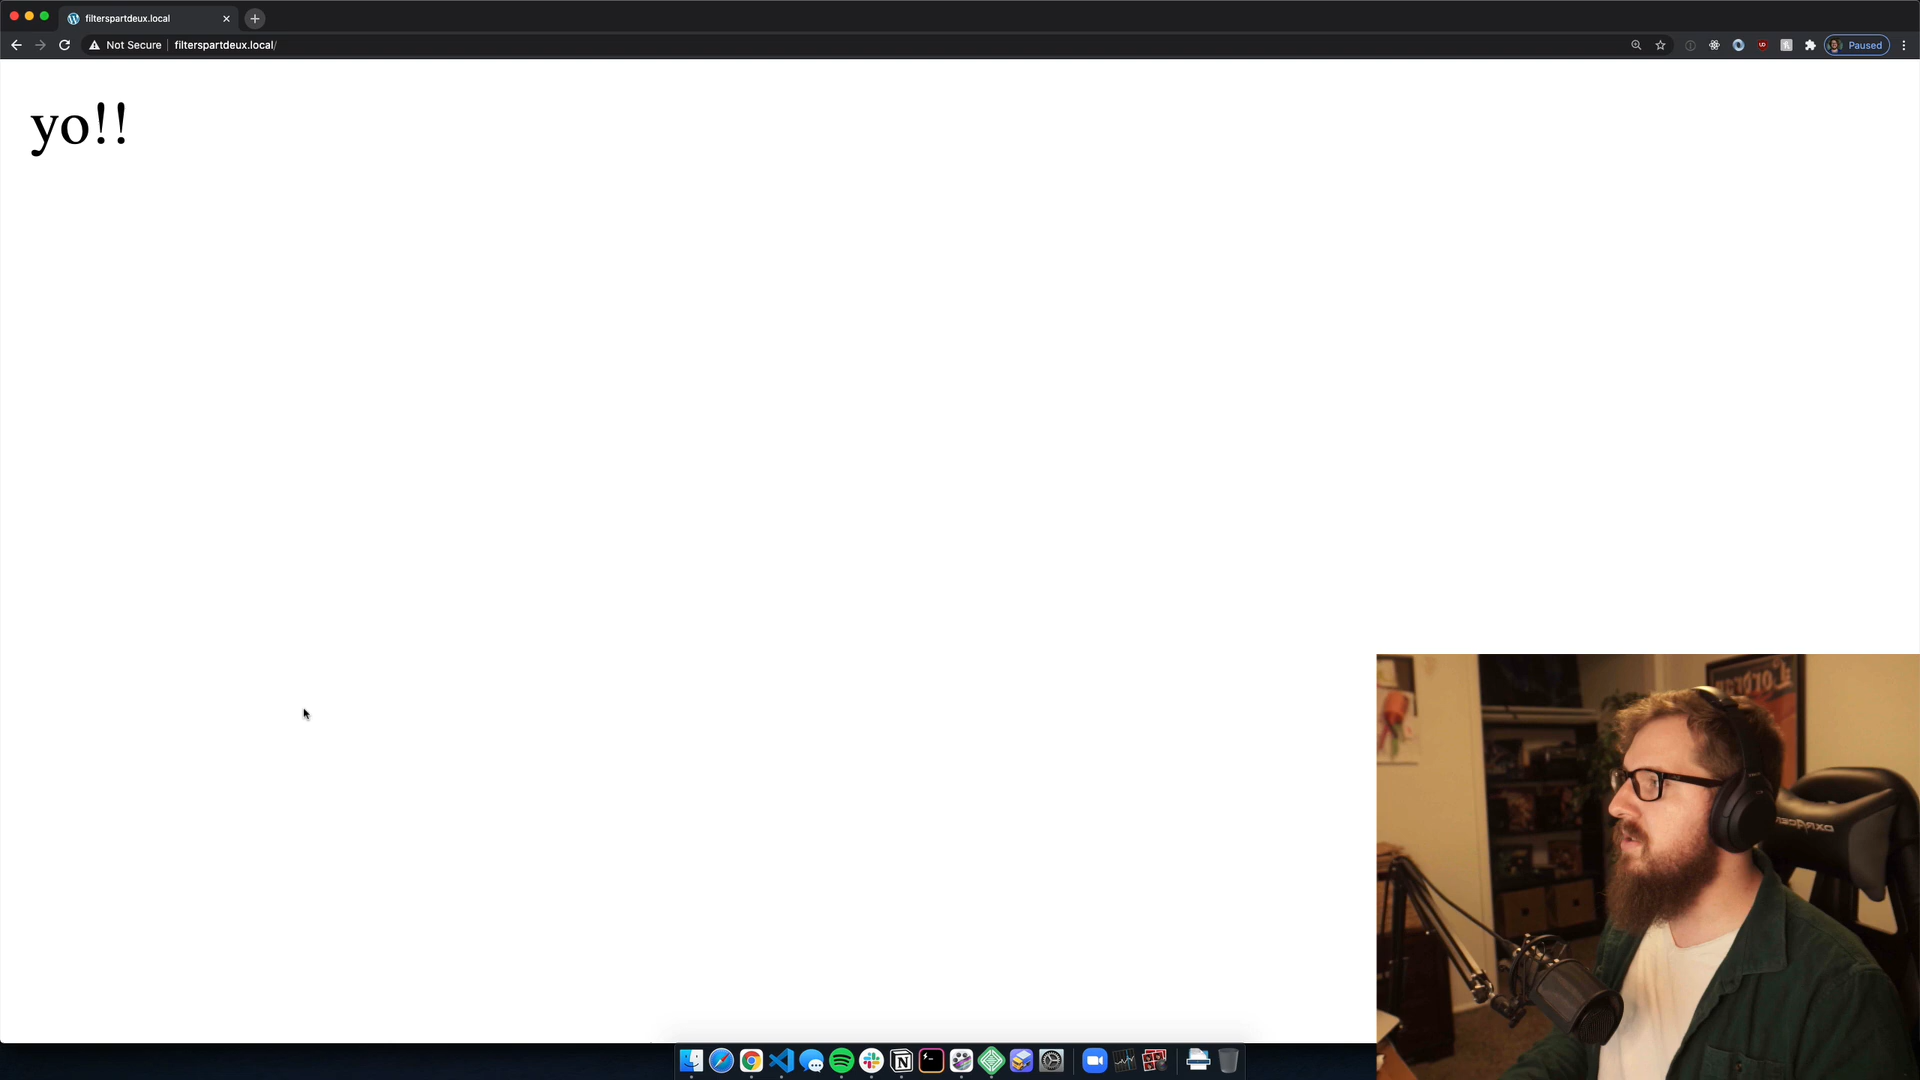 filterspartdeux.local
Not Secure
filterspartdeux.local/
Paused
yo!!